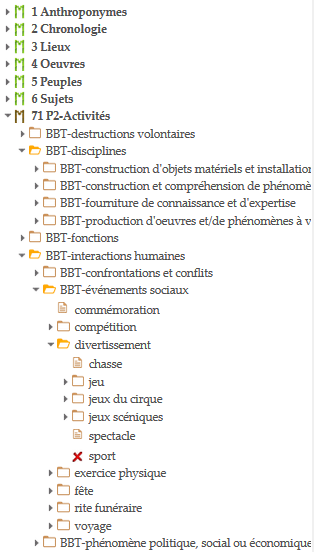 1 Anthroponymes
2 Chronologie
3 Lieux
4 Oeuvres
5 Peuples
6 Sujets
71 P2-Activités
BBT-destructions volontaires
BBT-disciplines
BBT-construction d'objets matériels et installation
BBT-construction et compréhension de phénomè
BBT-fourniture de connaissance et d'expertise
BBT-production d'oeuvres et/de phénomènes à v
BBT-fonctions
BBT-interactions humaines
BBT-confrontations et conflits
BBT-événements sociaux
commémoration
compétition
divertissement
chasse
jeu
jeux du cirque
jeux scéniques
spectacle
sport
exercice physique
fête
rite funéraire
voyage
BBT-phénomène politique, social ou économique